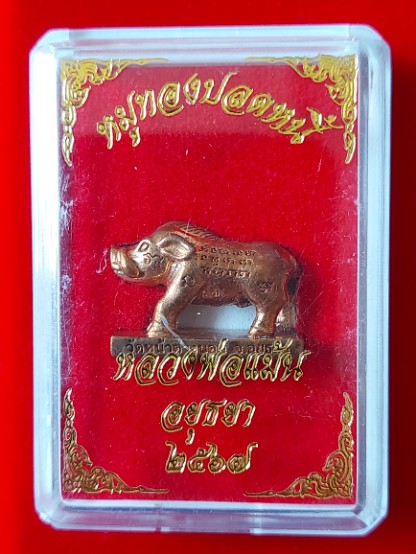 หมูทองปลดหนี้
หลวงพ่อแม้น
อยุธยา
๒๕๖๗